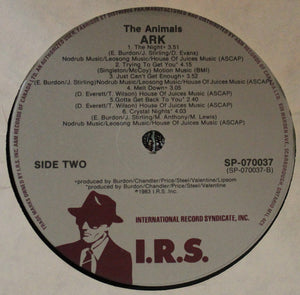 The Animals
ARK
1. The Night+ 3:51
(E. Burdon/J. Stirling/D. Evans)
Nodrub Music/Leosong Music/House Of Juices Music (ASCAP)
2. Trying To Get You* 4:15
(Singleton/McCoy) Motion Music (BMI)
3. Just Can't Get Enough+ 3:52
(E. Burdon/J. Stirling)/Nodrub Music/Leosong Music/House Of Juices Music (ASCAP)
4. Melt Down+ 3:05
(D. Everett/T. Wilson) House Of Juices Music (ASCAP)
5. Gotta Get Back To You* 2:40
(D. Everett/T. Wilson) House Of Juices Music (ASCAP)
6. Crystal Nights* 4:03
(E. Burdon/J. Stirling/M. Anthony/M. Lewis)
Nodrub Music/Leosong Music/House Of Juices Music (ASCAP)
SIDE TWO
SP-070037
(SP-070037-B)
+produced by Burdon/Chandler/Price/Steel/Valentine/Lipsom
*produced by Burdon/Chandler/Price/Steel/Valentine
℗1983 I.R.S., Inc.
INTERNATIONAL RECORD SYNDICATE, INC.
I.R.S.